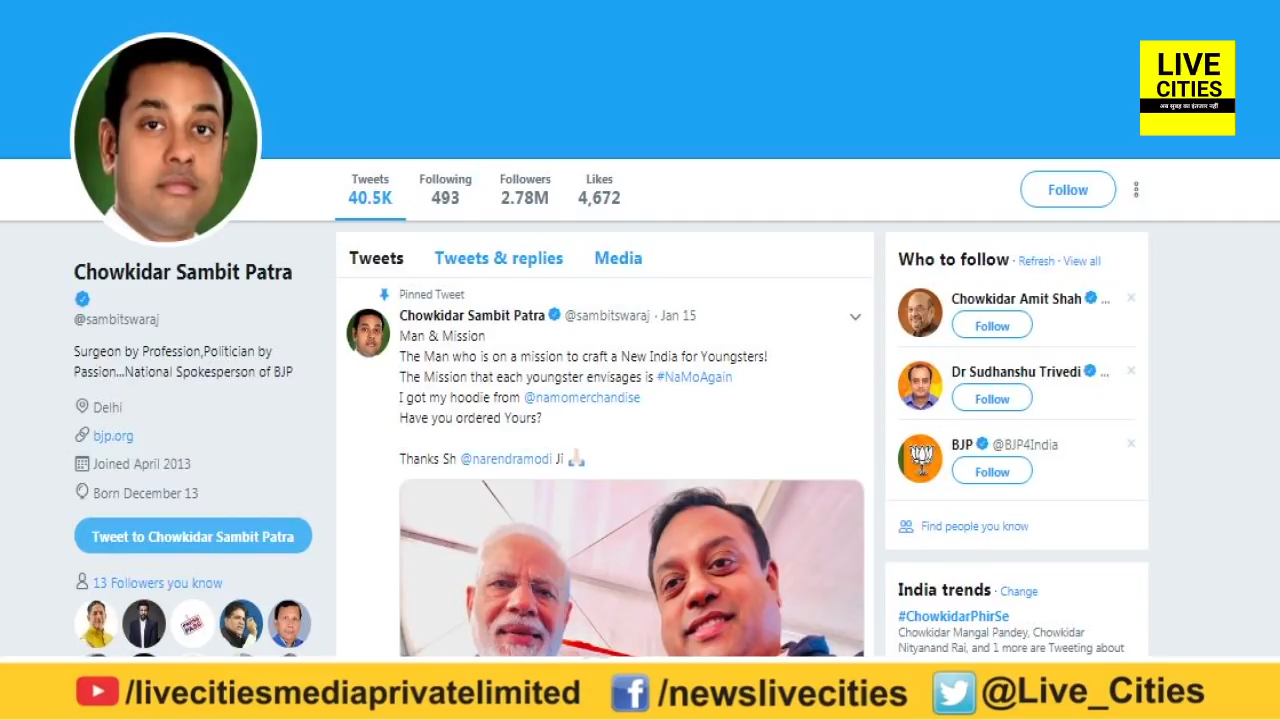 LIVE
CITIES
अब सुबह का इंतजार नहीं
Tweets
40.5K
Following
493
Followers
2.78M
Likes
4,672
Follow
Chowkidar Sambit Patra
@sambitswaraj
Surgeon by Profession,Politician by
Passion...National Spokesperson of BJP
Delhi
bjp.org
Joined April 2013
Born December 13
Tweet to Chowkidar Sambit Patra
13 Followers you know
Tweets
Tweets & replies
Media
Pinned Tweet
Chowkidar Sambit Patra @sambitswaraj · Jan 15
Man & Mission
The Man who is on a mission to craft a New India for Youngsters!
The Mission that each youngster envisages is #NaMoAgain
I got my hoodie from @namomerchandise
Have you ordered Yours?
Thanks Sh @narendramodi Ji 🙏🏻
Who to follow · Refresh · View all
Chowkidar Amit Shah ...
Follow
Dr Sudhanshu Trivedi ...
Follow
BJP @BJP4India
Follow
Find people you know
India trends · Change
#ChowkidarPhirSe
Chowkidar Mangal Pandey, Chowkidar
Nityanand Rai, and 1 more are Tweeting about
/livecitiesmediaprivatelimited
/newslivecities
@Live_Cities